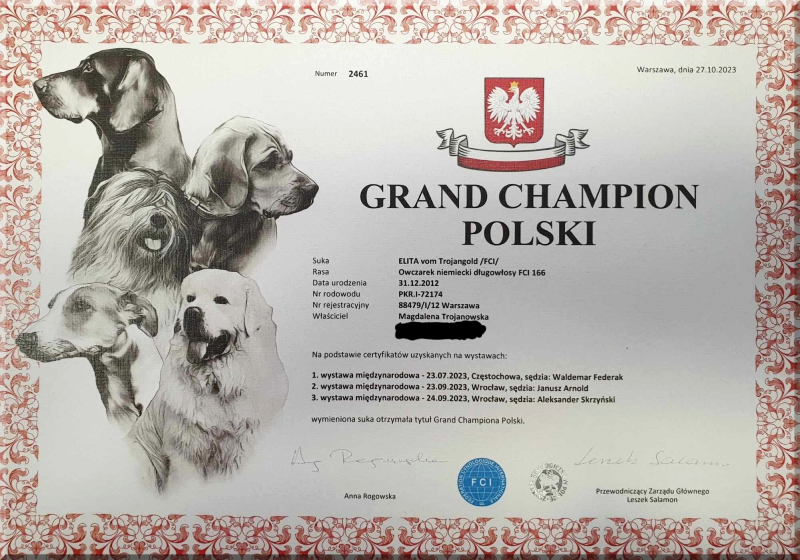 Numer 2461
Warszawa, dnia 27.10.2023
GRAND CHAMPION
POLSKI
Suka ELITA vom Trojangold /FCI/
Rasa Owczarek niemiecki długowłosy FCI 166
Data urodzenia 31.12.2012
Nr rodowodu PKR.I-72174
Nr rejestracyjny 88479/I/12 Warszawa
Właściciel Magdalena Trojanowska
Na podstawie certyfikatów uzyskanych na wystawach:
1. wystawa międzynarodowa - 23.07.2023, Częstochowa, sędzia: Waldemar Federak
2. wystawa międzynarodowa - 23.09.2023, Wrocław, sędzia: Janusz Arnold
3. wystawa międzynarodowa - 24.09.2023, Wrocław, sędzia: Aleksander Skrzyński
wymieniona suka otrzymała tytuł Grand Championa Polski.
Leszek Salamon
FCI
Anna Rogowska
Przewodniczący Zarządu Głównego
Leszek Salamon